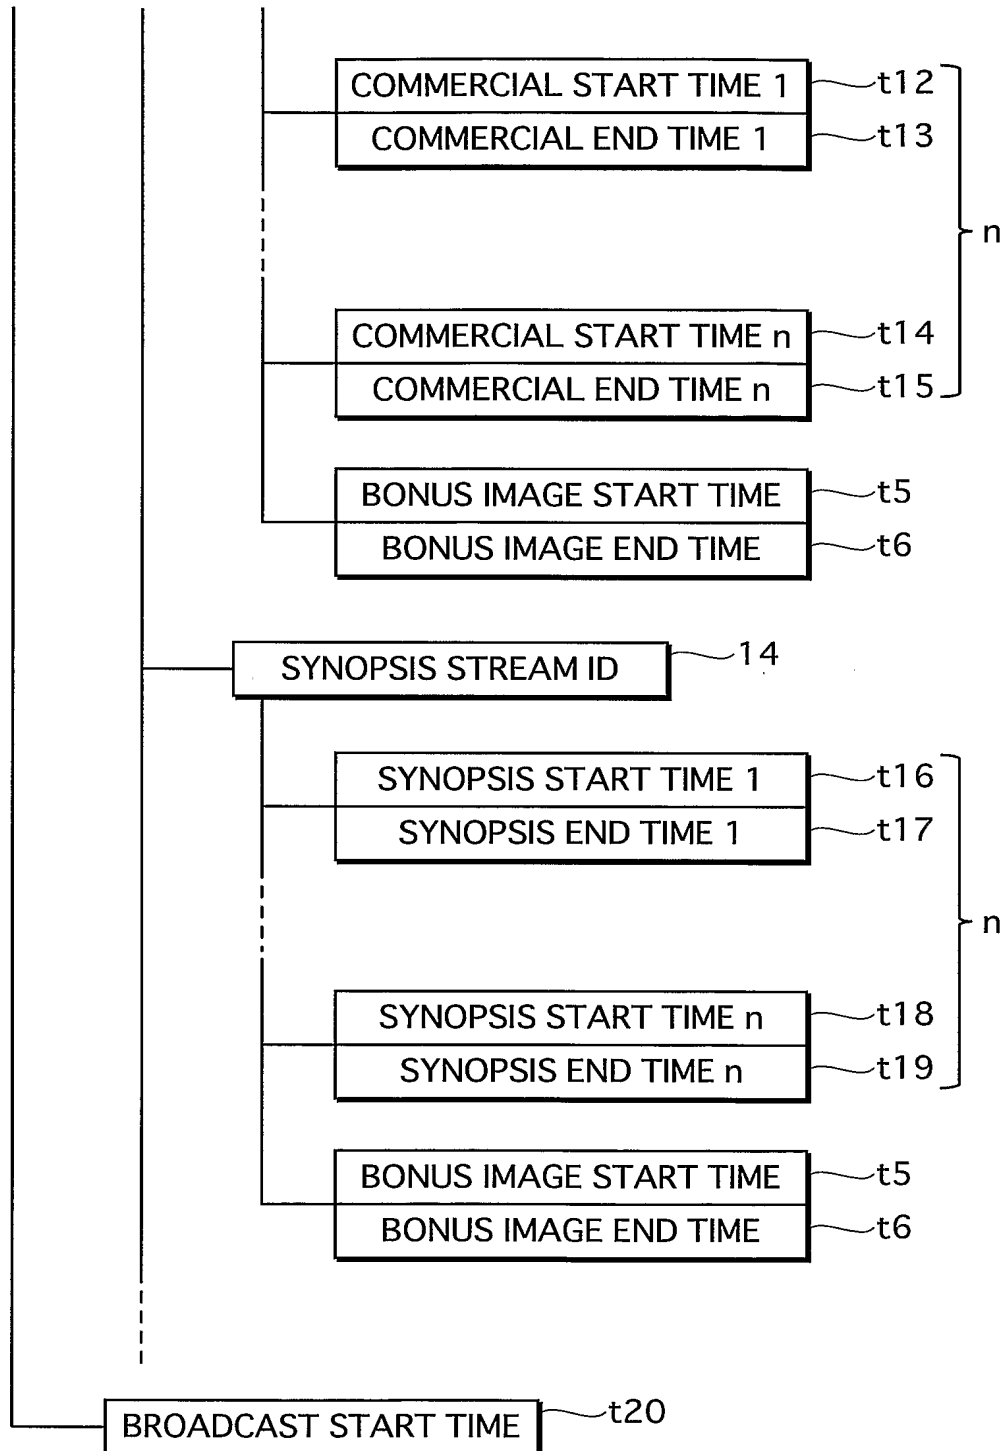 COMMERCIAL START TIME 1 t12
COMMERCIAL END TIME 1 t13
n
COMMERCIAL START TIME n t14
COMMERCIAL END TIME n t15
BONUS IMAGE START TIME t5
BONUS IMAGE END TIME t6
SYNOPSIS STREAM ID 14
SYNOPSIS START TIME 1 t16
SYNOPSIS END TIME 1 t17
n
SYNOPSIS START TIME n t18
SYNOPSIS END TIME n t19
BONUS IMAGE START TIME t5
BONUS IMAGE END TIME t6
BROADCAST START TIME t20